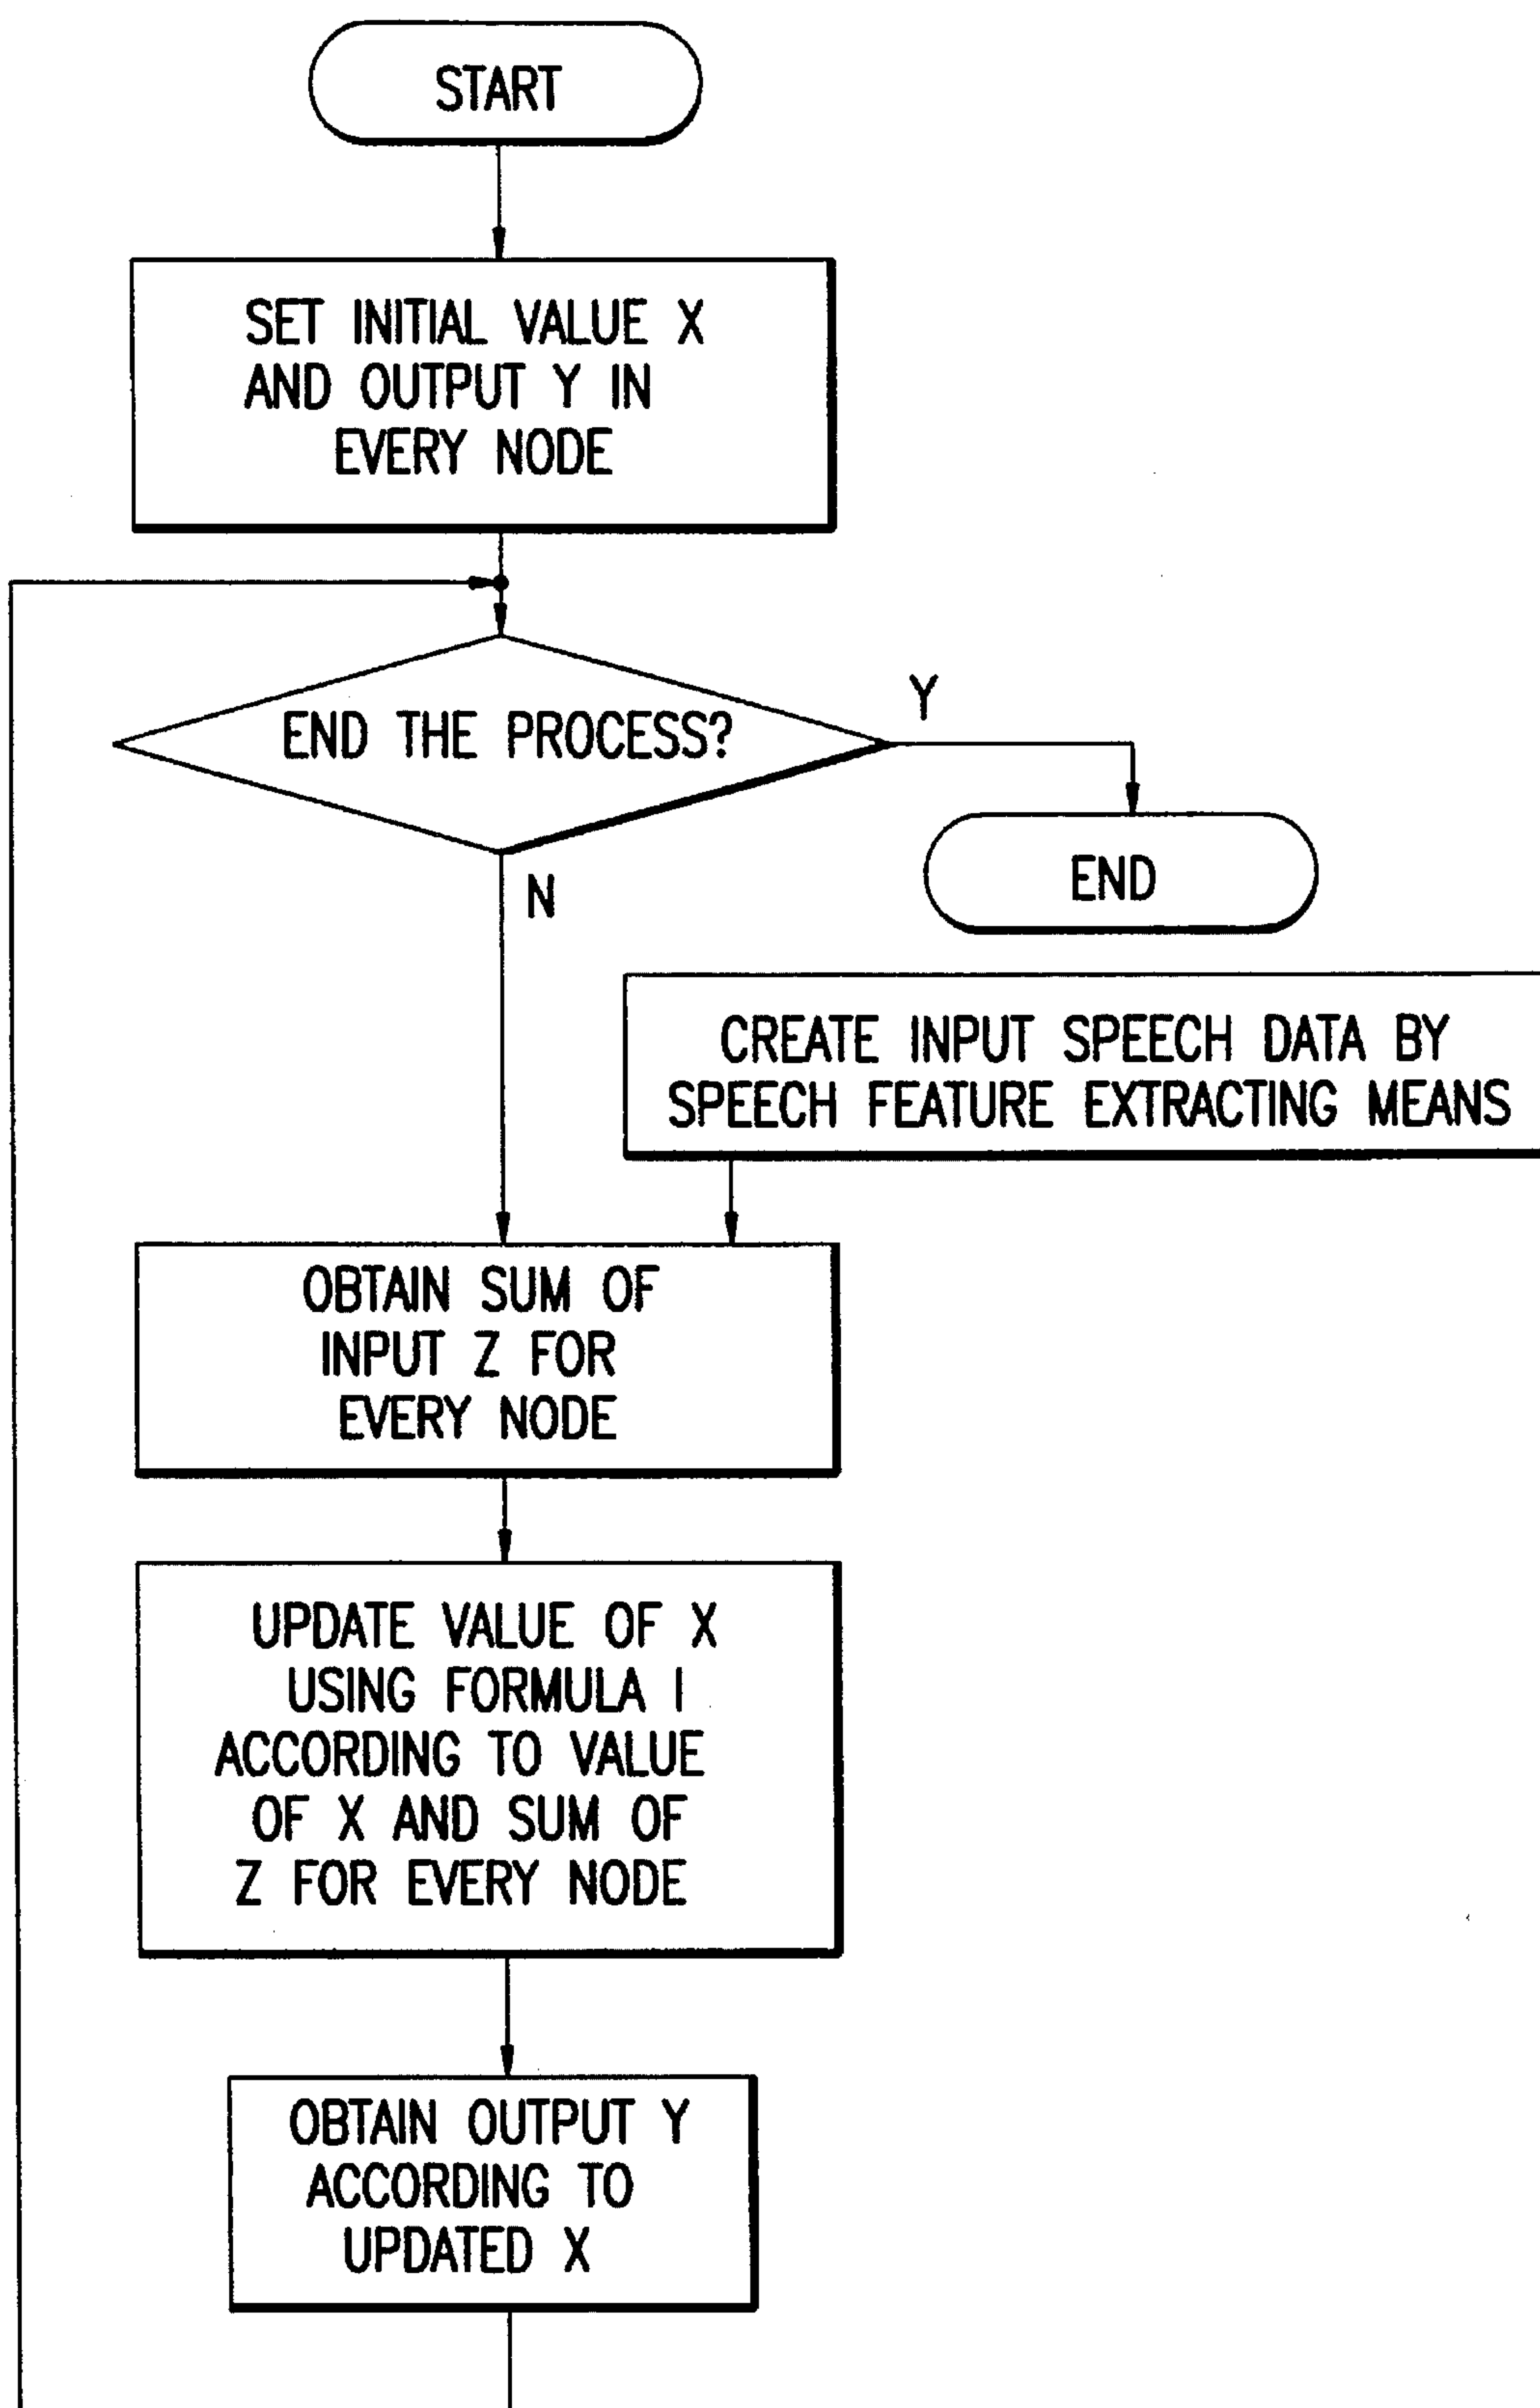 START
SET INITIAL VALUE X
AND OUTPUT Y IN
EVERY NODE
END THE PROCESS?
Y
END
N
CREATE INPUT SPEECH DATA BY
SPEECH FEATURE EXTRACTING MEANS
OBTAIN SUM OF
INPUT Z FOR
EVERY NODE
UPDATE VALUE OF X
USING FORMULA I
ACCORDING TO VALUE
OF X AND SUM OF
Z FOR EVERY NODE
OBTAIN OUTPUT Y
ACCORDING TO
UPDATED X